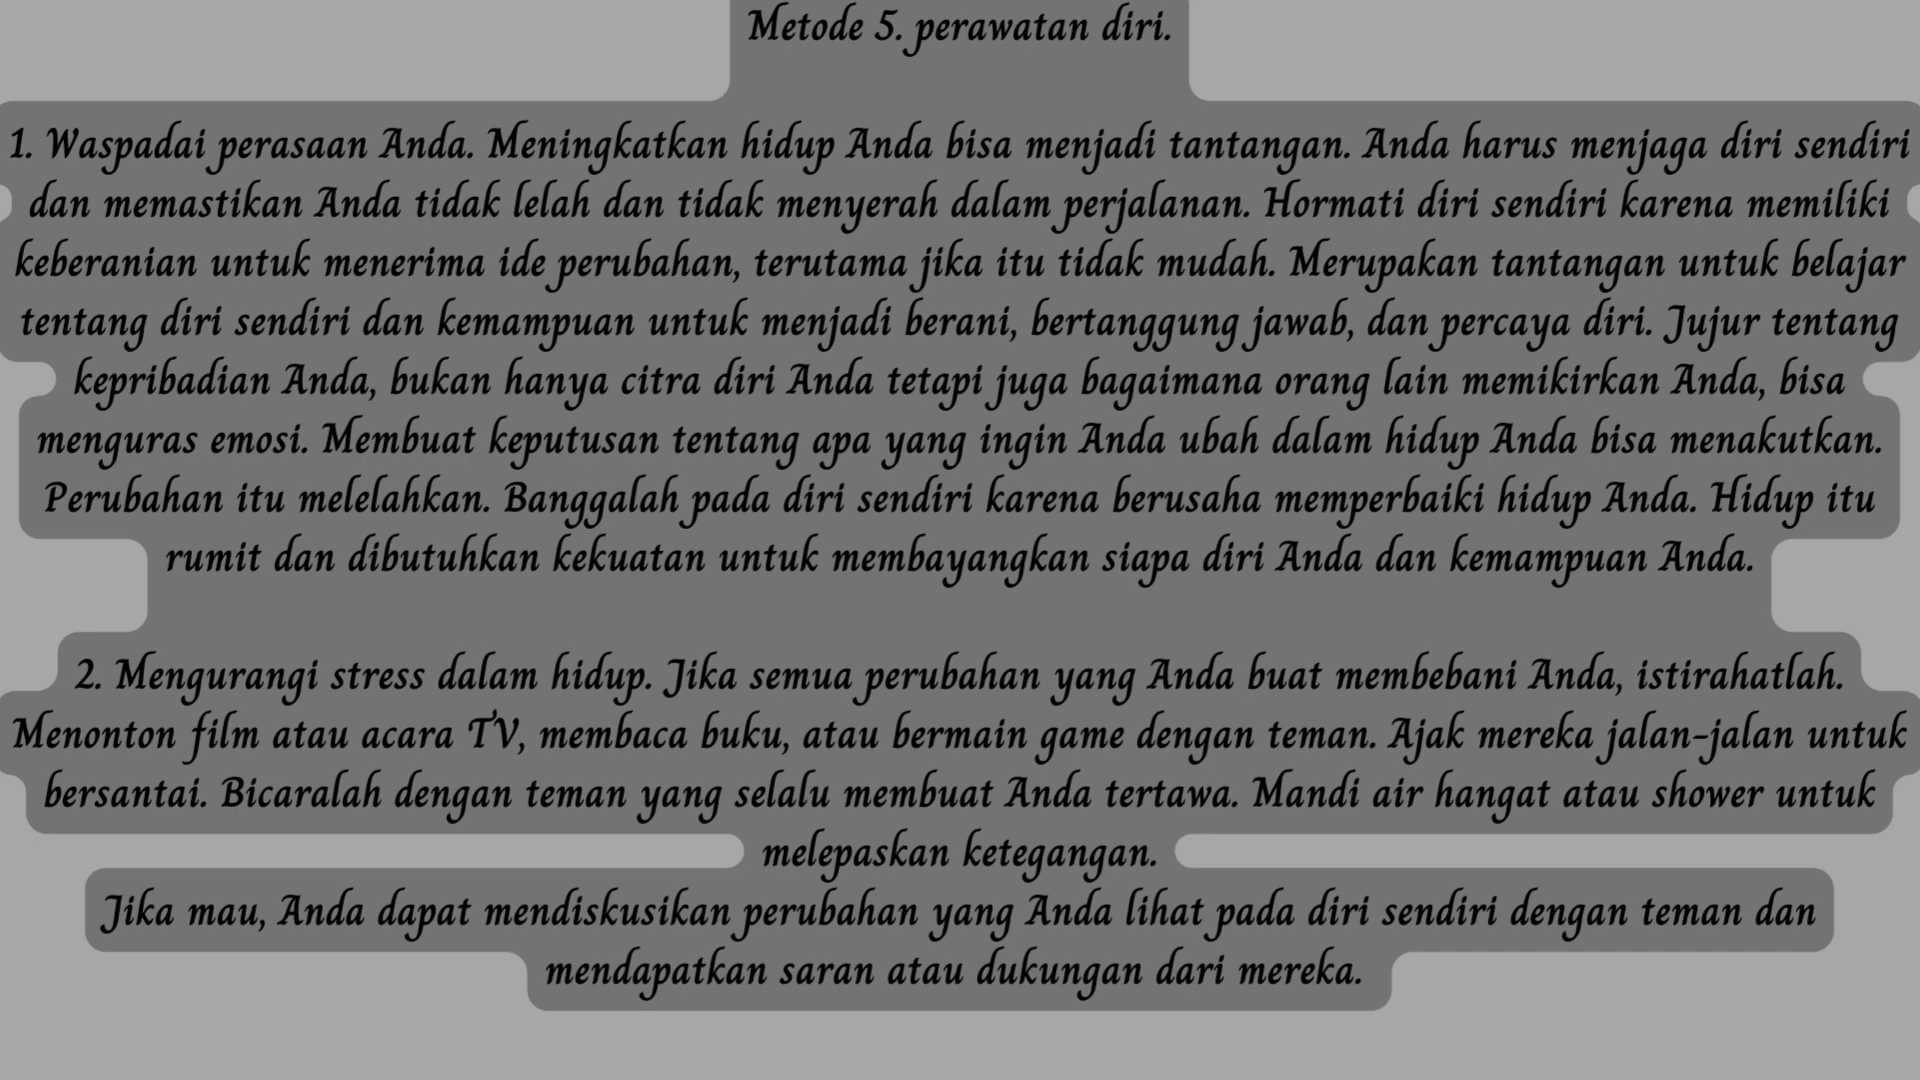 Metode 5. perawatan diri.
1. Waspadai perasaan Anda. Meningkatkan hidup Anda bisa menjadi tantangan. Anda harus menjaga diri sendiri
dan memastikan Anda tidak lelah dan tidak menyerah dalam perjalanan. Hormati diri sendiri karena memiliki
keberanian untuk menerima ide perubahan, terutama jika itu tidak mudah. Merupakan tantangan untuk belajar
tentang diri sendiri dan kemampuan untuk menjadi berani, bertanggung jawab, dan percaya diri. Jujur tentang
kepribadian Anda, bukan hanya citra diri Anda tetapi juga bagaimana orang lain memikirkan Anda, bisa
menguras emosi. Membuat keputusan tentang apa yang ingin Anda ubah dalam hidup Anda bisa menakutkan.
Perubahan itu melelahkan. Banggalah pada diri sendiri karena berusaha memperbaiki hidup Anda. Hidup itu
rumit dan dibutuhkan kekuatan untuk membayangkan siapa diri Anda dan kemampuan Anda.
2. Mengurangi stress dalam hidup. Jika semua perubahan yang Anda buat membebani Anda, istirahatlah.
Menonton film atau acara TV, membaca buku, atau bermain game dengan teman. Ajak mereka jalan-jalan untuk
bersantai. Bicaralah dengan teman yang selalu membuat Anda tertawa. Mandi air hangat atau shower untuk
melepaskan ketegangan.
Jika mau, Anda dapat mendiskusikan perubahan yang Anda lihat pada diri sendiri dengan teman dan
mendapatkan saran atau dukungan dari mereka.